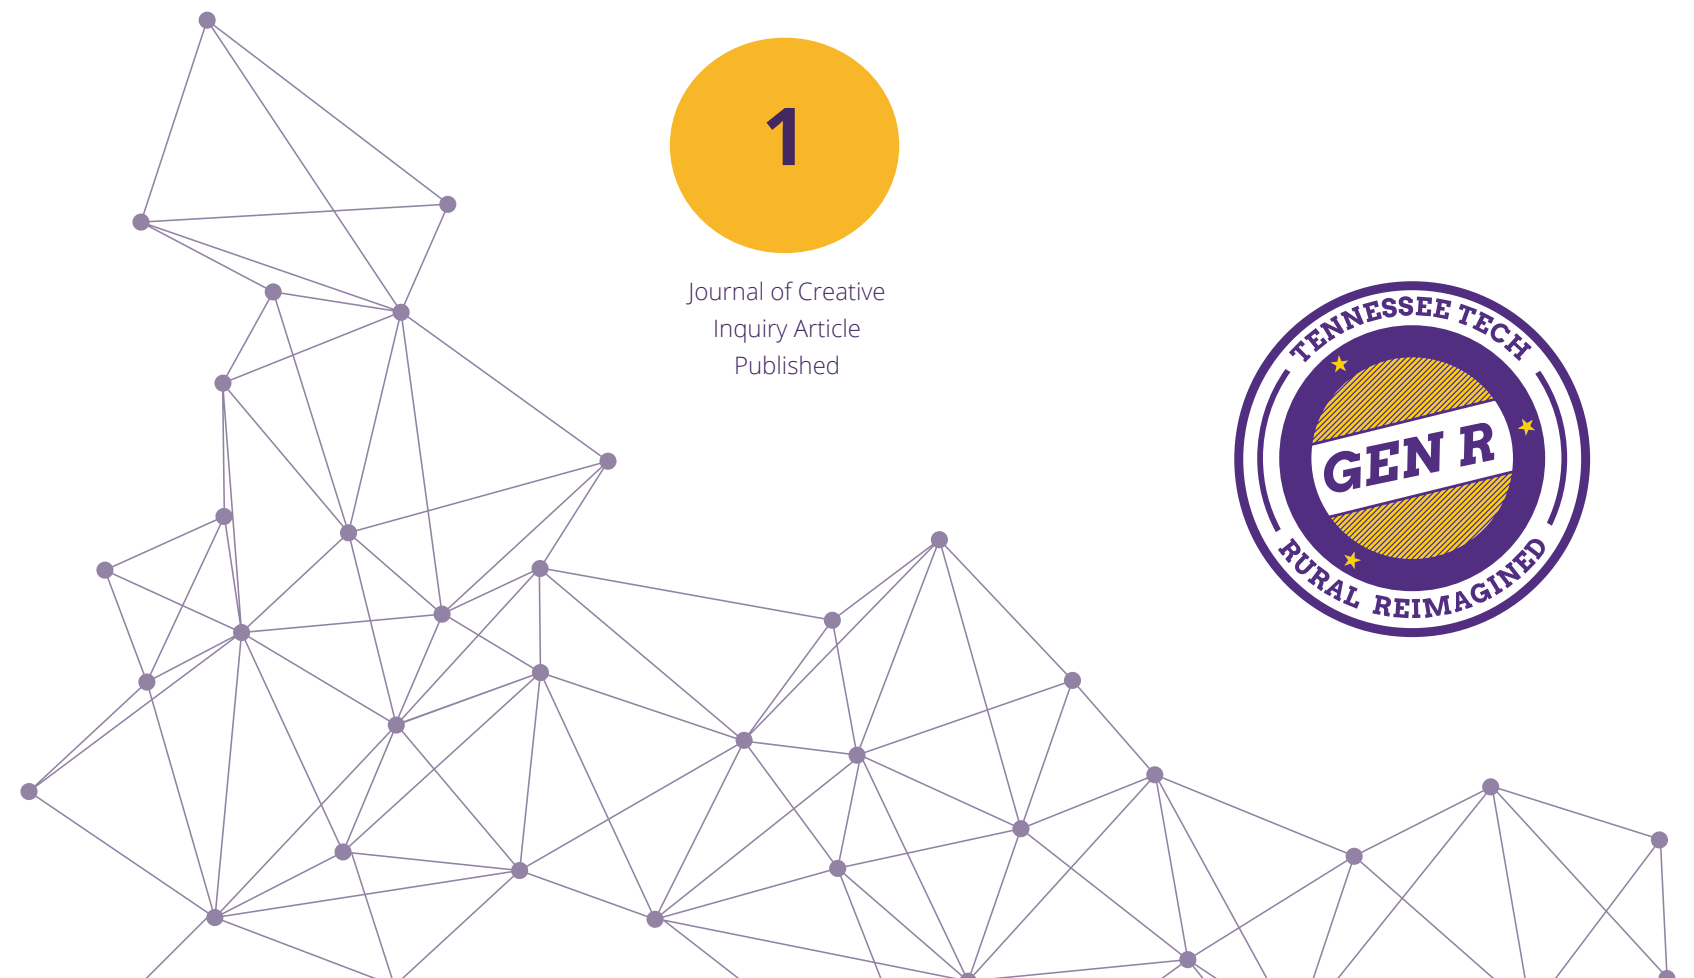 1
Journal of Creative
Inquiry Article
Published
TENNESSEE TECH
GEN R
RURAL REIMAGINED